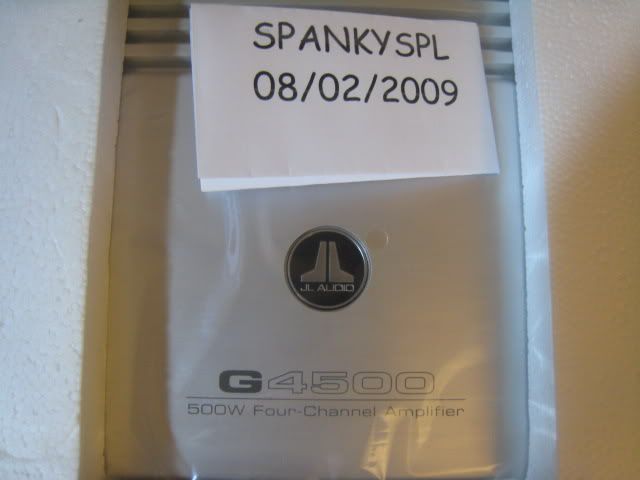 SPANKYSPL
08/02/2009
JL AUDIO
G4500
500W Four-Channel Amplifier